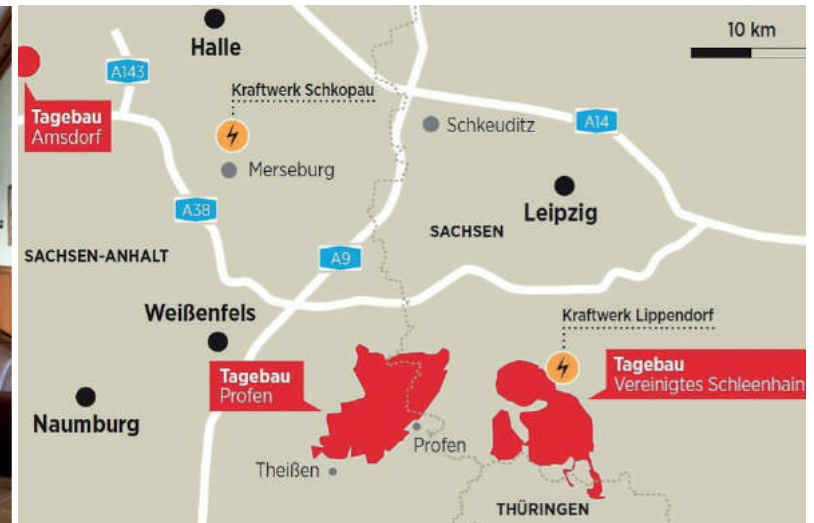 Halle
10 km
A143
Kraftwerk Schkopau
Tagebau
Amsdorf
Schkeuditz
A14
Merseburg
A38
Leipzig
SACHSEN
SACHSEN-ANHALT
A9
Weißenfels
Kraftwerk Lippendorf
Tagebau
Profen
Tagebau
Vereinigtes Schleenhain
Naumburg
Profen
Theißen
THÜRINGEN